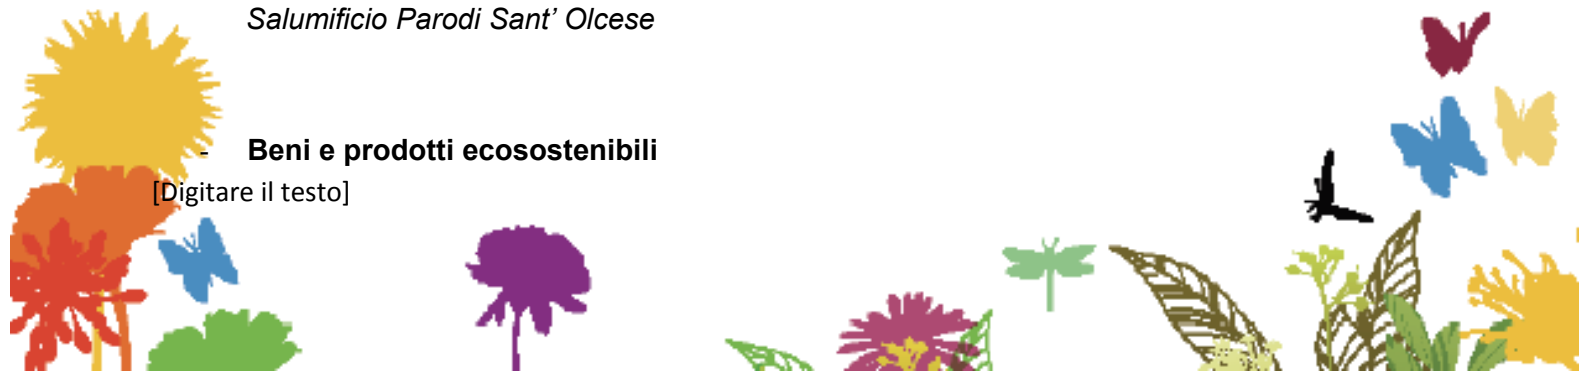 Salumificio Parodi Sant’ Olcese
- Beni e prodotti ecosostenibili
[Digitare il testo]